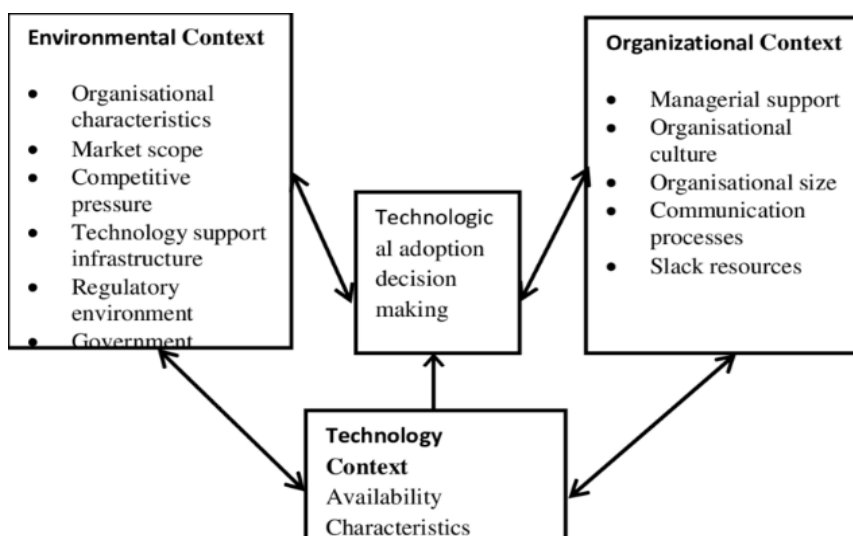 Environmental Context
• Organisational
characteristics
• Market scope
• Competitive
pressure
• Technology support
infrastructure
• Regulatory
environment
• Government
Organizational Context
• Managerial support
• Organisational
culture
• Organisational size
• Communication
processes
• Slack resources
Technologic
al adoption
decision
making
Technology
Context
Availability
Characteristics